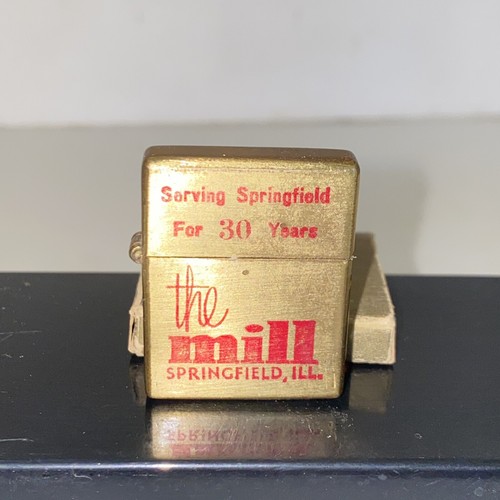 Serving Springfield
For 30 Years
the
mill
SPRINGFIELD, ILL.